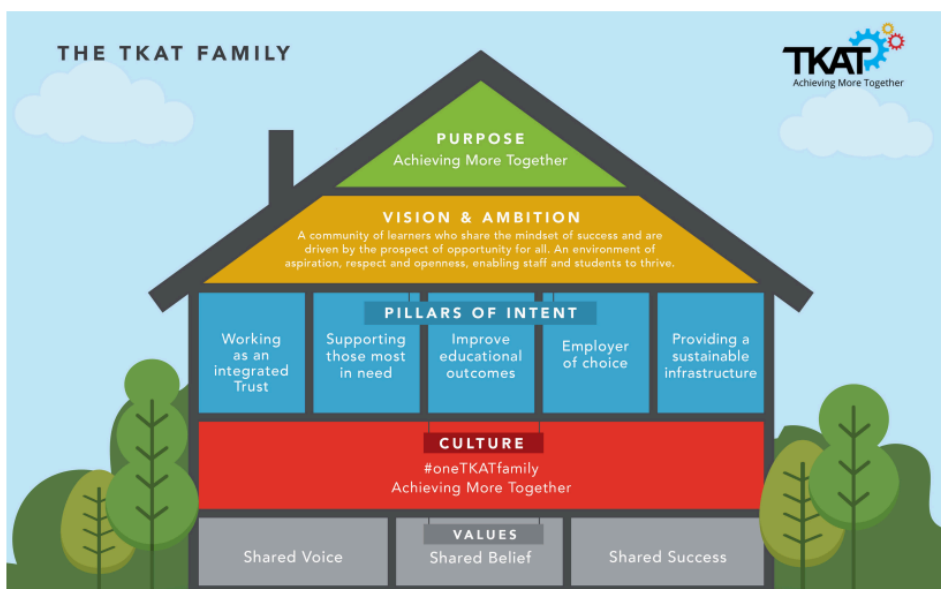 THE TKAT FAMILY
TKAT
Achieving More Together
PURPOSE
Achieving More Together
VISION & AMBITION
A community of learners who share the mindset of success and are
driven by the prospect of opportunity for all. An environment of
aspiration, respect and openness, enabling staff and students to thrive.
PILLARS OF INTENT
Working
as an
integrated
Trust
Supporting
those most
in need
Improve
educational
outcomes
Employer
of choice
Providing a
sustainable
infrastructure
CULTURE
#oneTKATfamily
Achieving More Together
VALUES
Shared Voice
Shared Belief
Shared Success